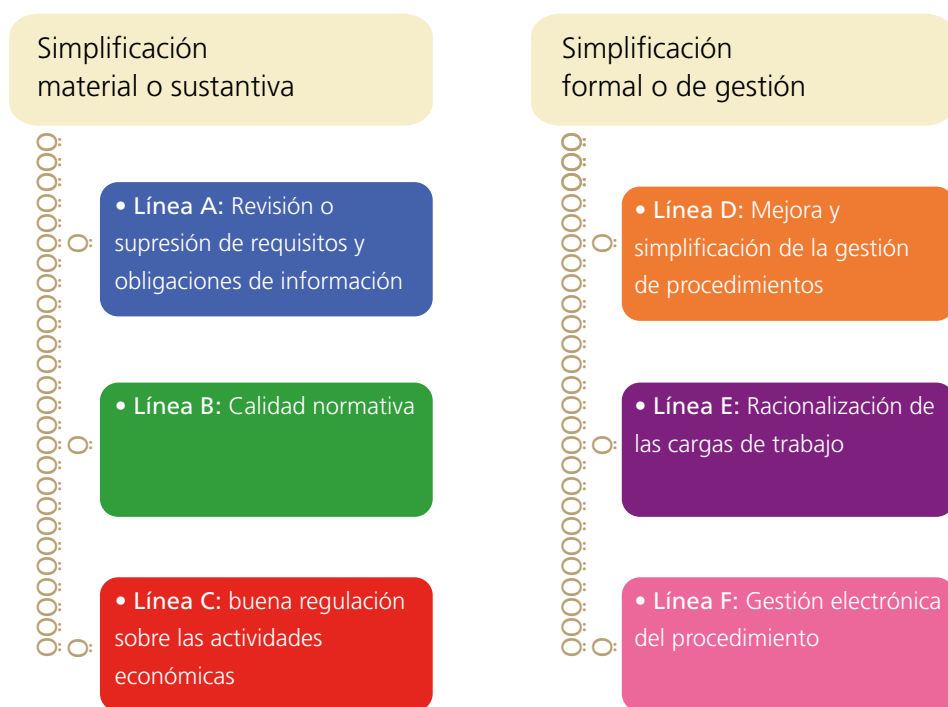 Simplificación
material o sustantiva
• Línea A: Revisión o
supresión de requisitos y
obligaciones de información
• Línea B: Calidad normativa
• Línea C: buena regulación
sobre las actividades
económicas
Simplificación
formal o de gestión
• Línea D: Mejora y
simplificación de la gestión
de procedimientos
• Línea E: Racionalización de
las cargas de trabajo
• Línea F: Gestión electrónica
del procedimiento